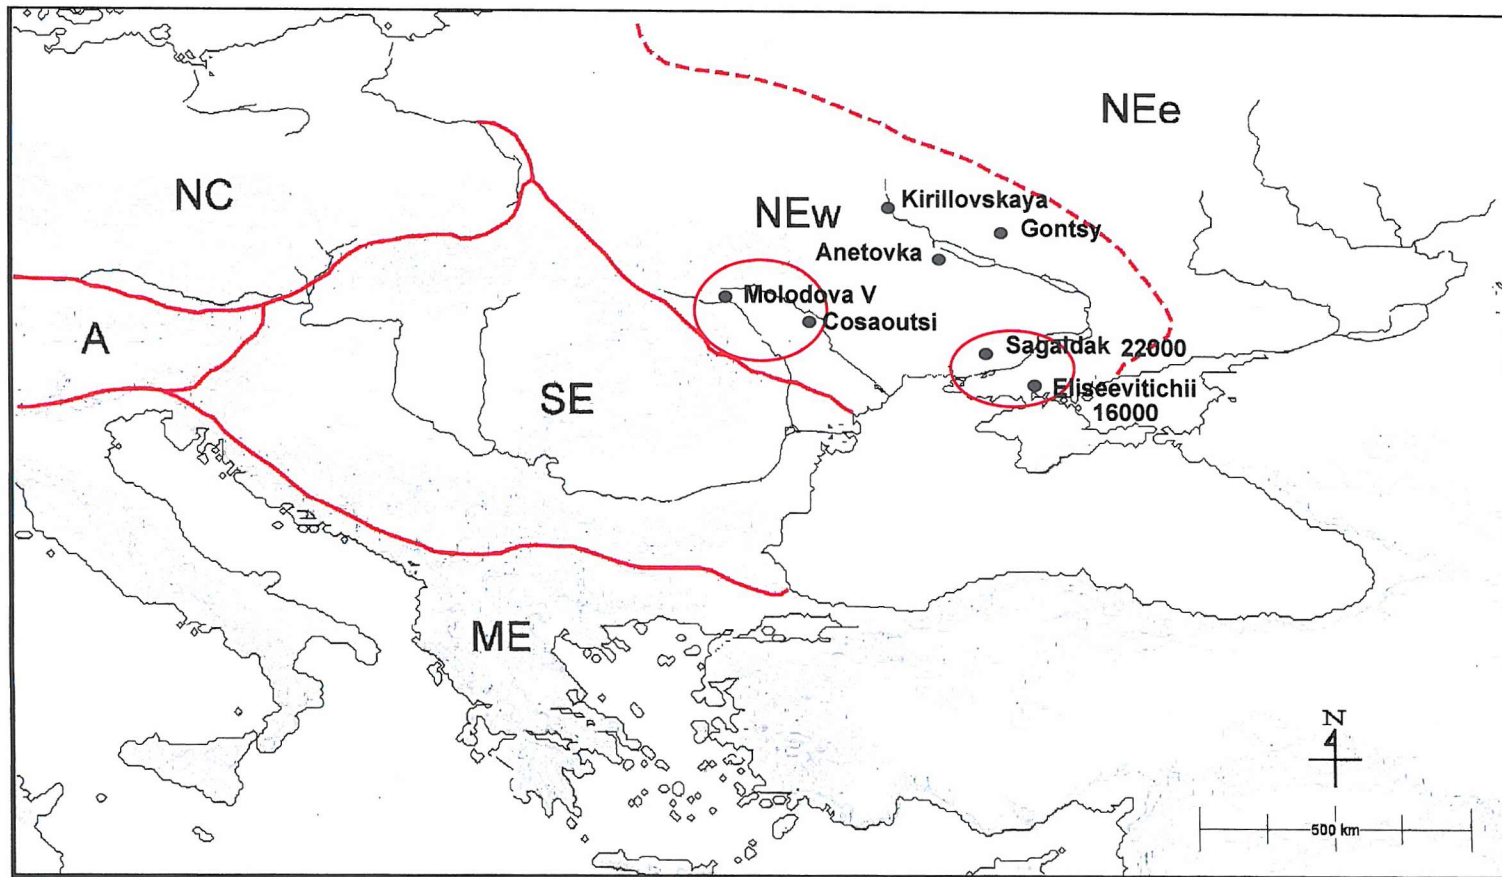 NEe
NC
NEw
Kirillovskaya
Gontsy
Anetovka
Molodova V
Cosaoutsi
A
Sagaidak 22000
SE
Eliseevitichii
16000
ME
N
500 km